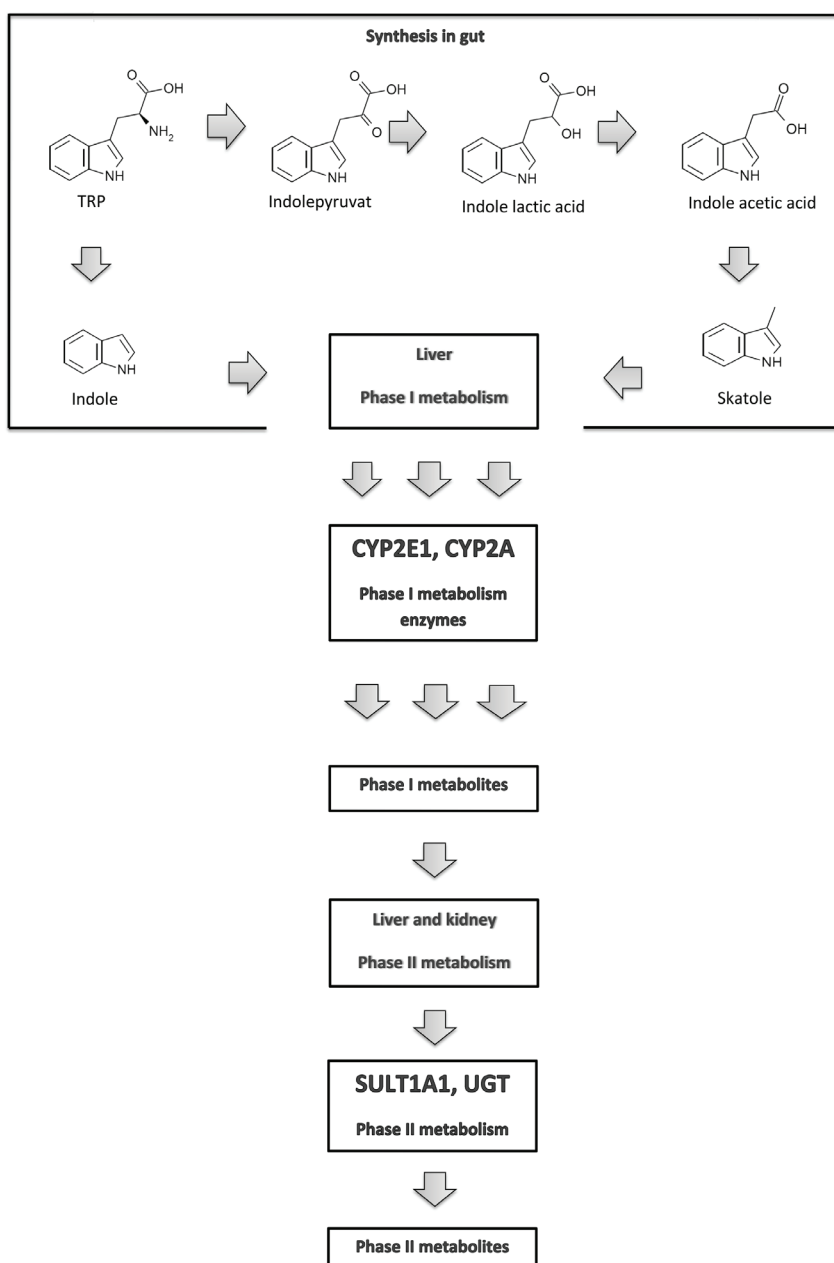 Synthesis in gut
O
OH
NH₂
NH
TRP
O
OH
O
NH
Indolepyruvat
O
OH
OH
NH
Indole lactic acid
O
OH
NH
Indole acetic acid
NH
Indole
Liver
Phase I metabolism
NH
Skatole
CYP2E1, CYP2A
Phase I metabolism
enzymes
Phase I metabolites
Liver and kidney
Phase II metabolism
SULT1A1, UGT
Phase II metabolism
Phase II metabolites